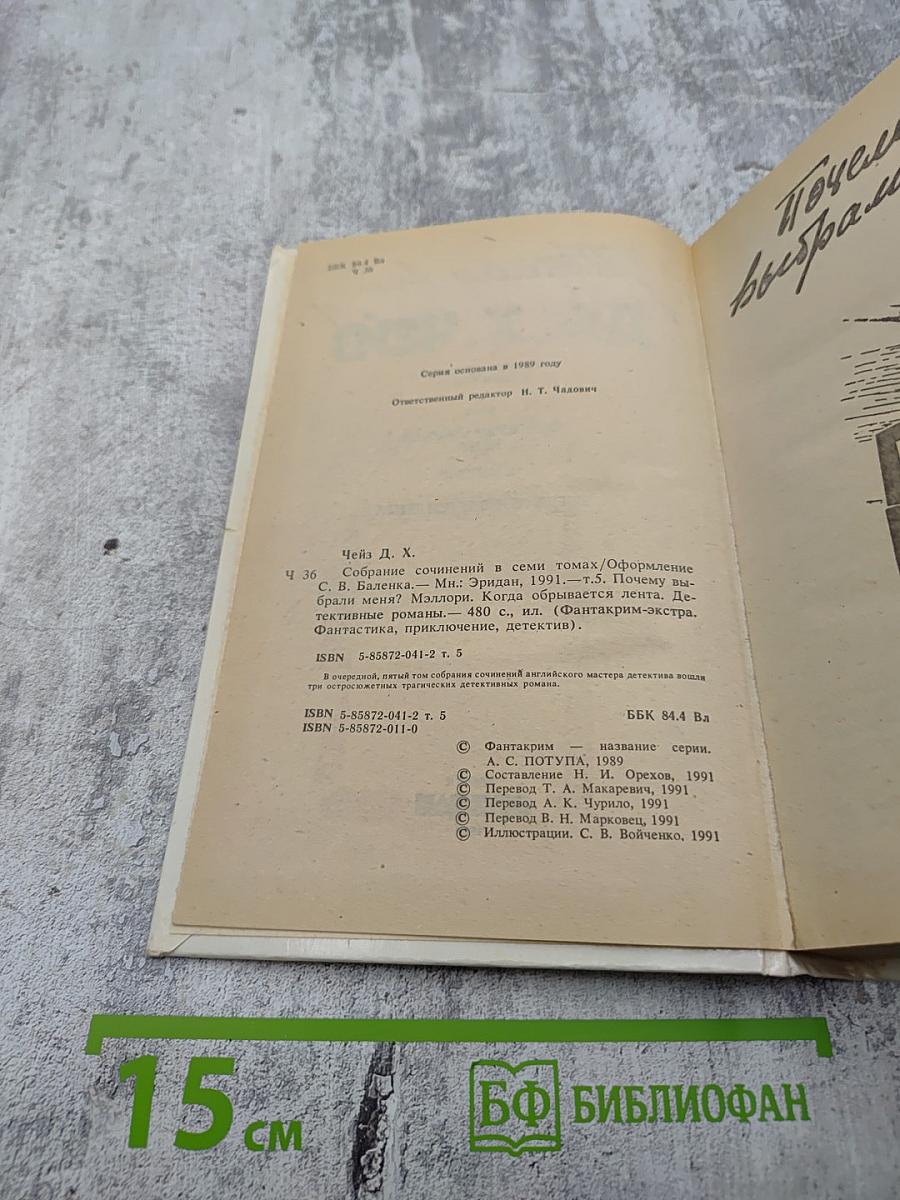 ББК 84.4 Вл
Ч 36
Серия основана в 1989 году
Ответственный редактор Н. Т. Чадович
Чейз Д. Х.
Ч 36 Собрание сочинений в семи томах/Оформление
С. В. Баленка.— Мн.: Эридан, 1991.—т.5. Почему вы-
брали меня? Мэллори. Когда обрывается лента. Де-
тективные романы.— 480 с., ил. (Фантакрим-экстра.
Фантастика, приключение, детектив).
ISBN 5-85872-041-2 т. 5
В очередной, пятый том собрания сочинений английского мастера детектива вошли
три остросюжетных трагических детективных романа.
ISBN 5-85872-041-2 т. 5 ББК 84.4 Вл
ISBN 5-85872-011-0
© Фантакрим — название серии.
А. С. ПОТУПА, 1989
© Составление Н. И. Орехов, 1991
© Перевод Т. А. Макаревич, 1991
© Перевод А. К. Чурило, 1991
© Перевод В. Н. Марковец, 1991
© Иллюстрации. С. В. Войченко, 1991
15 см
БФ БИБЛИОФАН